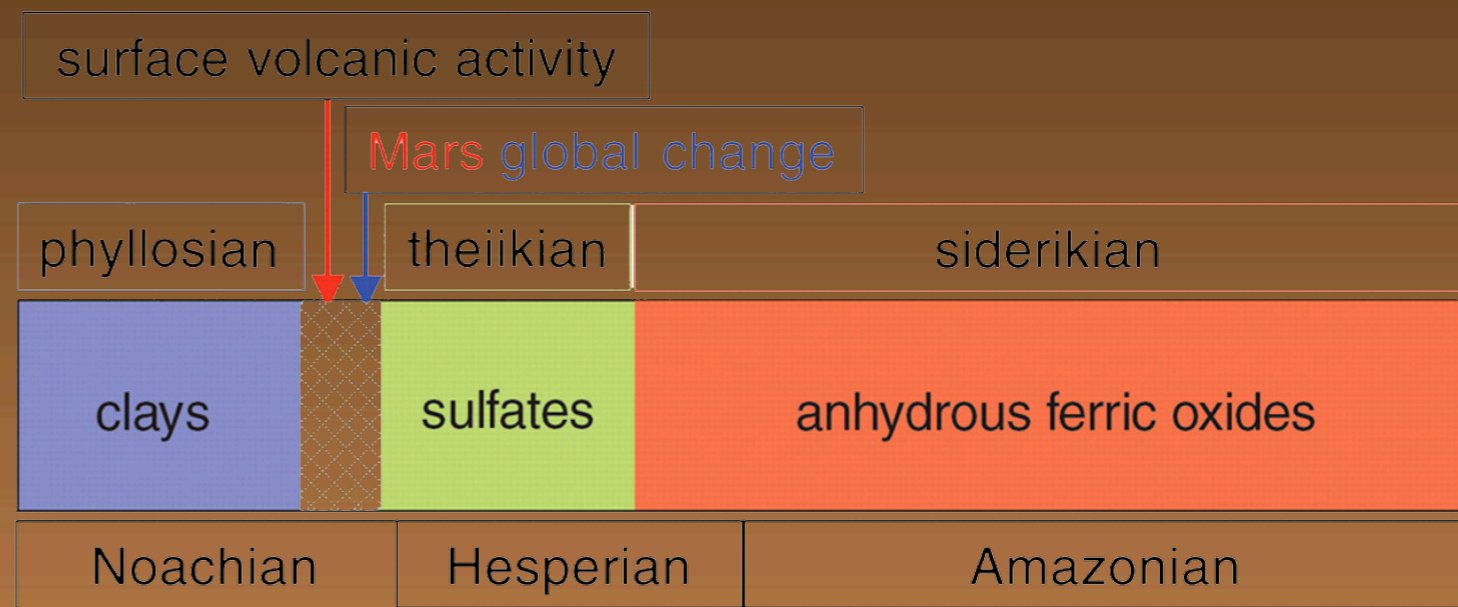 surface volcanic activity
Mars global change
phyllosian theiikian siderikian
clays sulfates anhydrous ferric oxides
Noachian Hesperian Amazonian